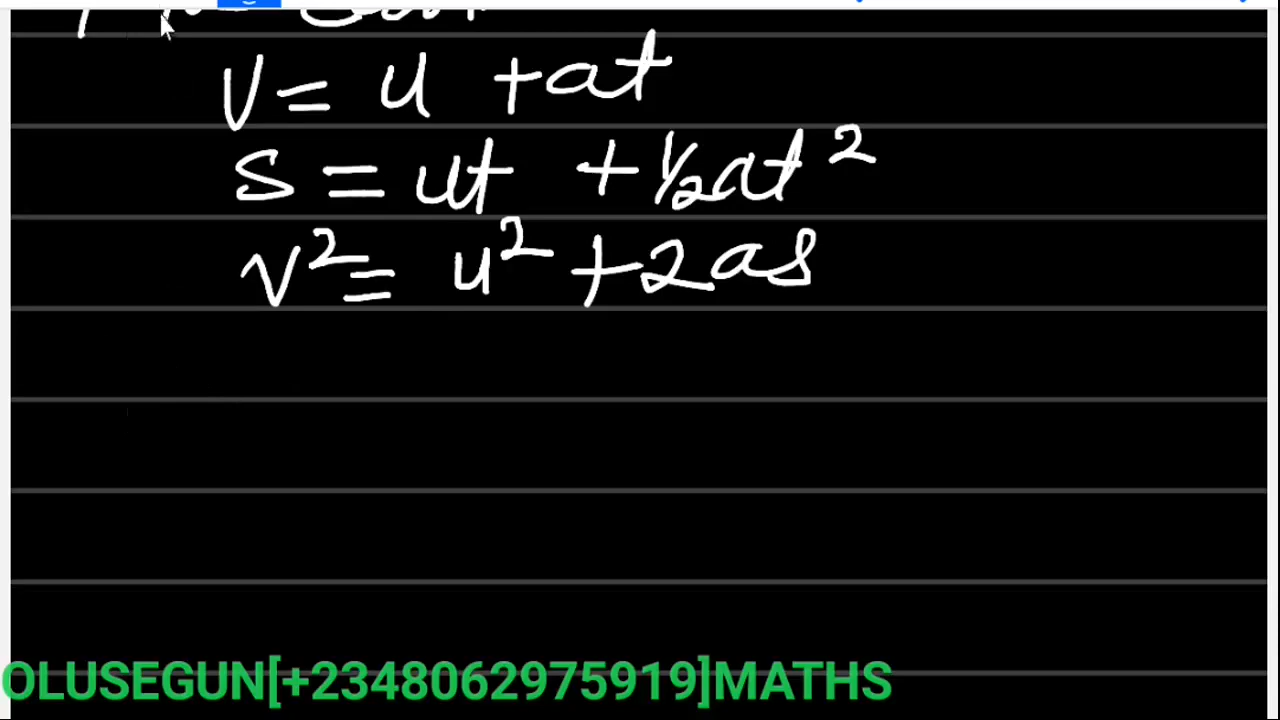 V = u + at
s = ut + ½at²
v² = u² + 2as
OLUSEGUN[+2348062975919]MATHS